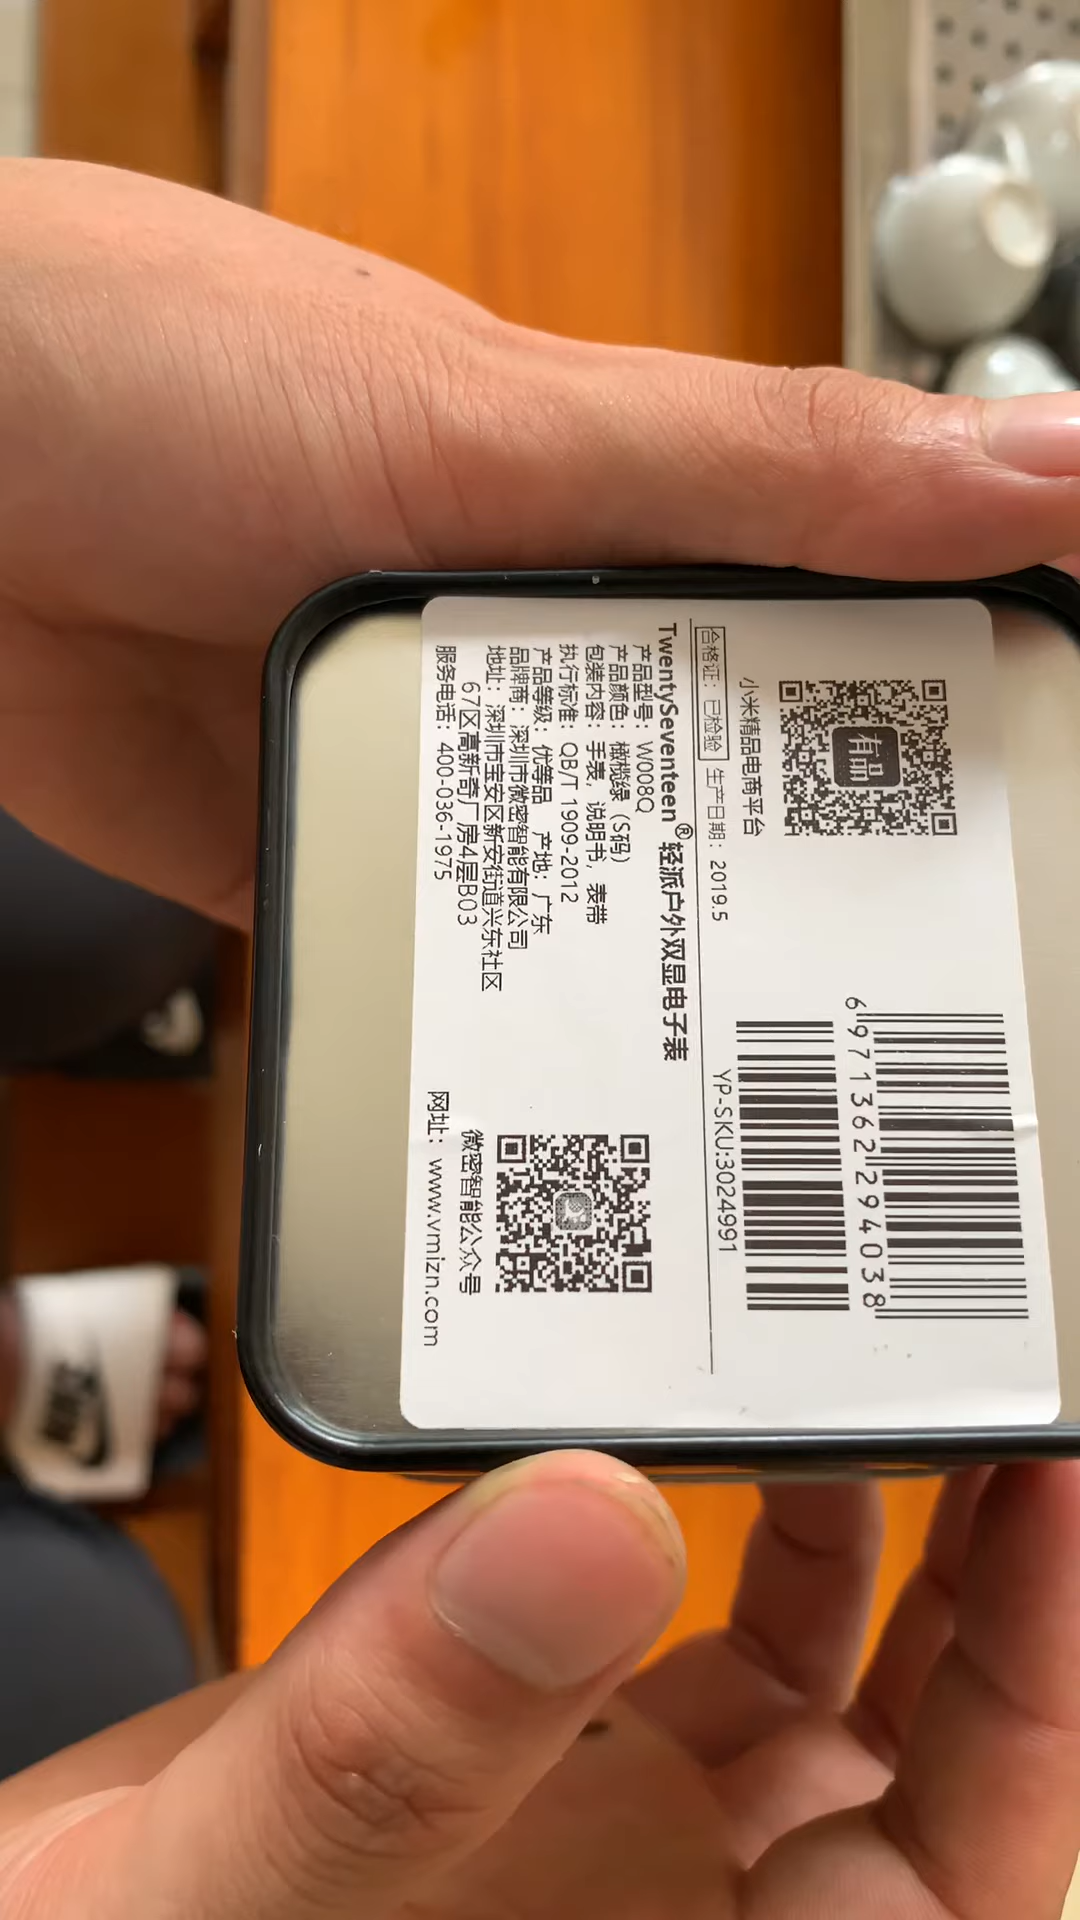 小米精品电商平台
有品
合格证：已检验 生产日期：2019.5
6 971362 294038
YP-SKU:3024991
TwentySeventeen® 轻派户外双显电子表
产品型号：W008Q
产品颜色：橄榄绿（S码）
包装内容：手表，说明书，表带
执行标准：QB/T 1909-2012
产品等级：优等品 产地：广东
品牌商：深圳市微密智能有限公司
地址：深圳市宝安区新安街道兴东社区
67区高新奇厂房4层B03
服务电话：400-036-1975
微密智能公众号
网址：www.vmizn.com